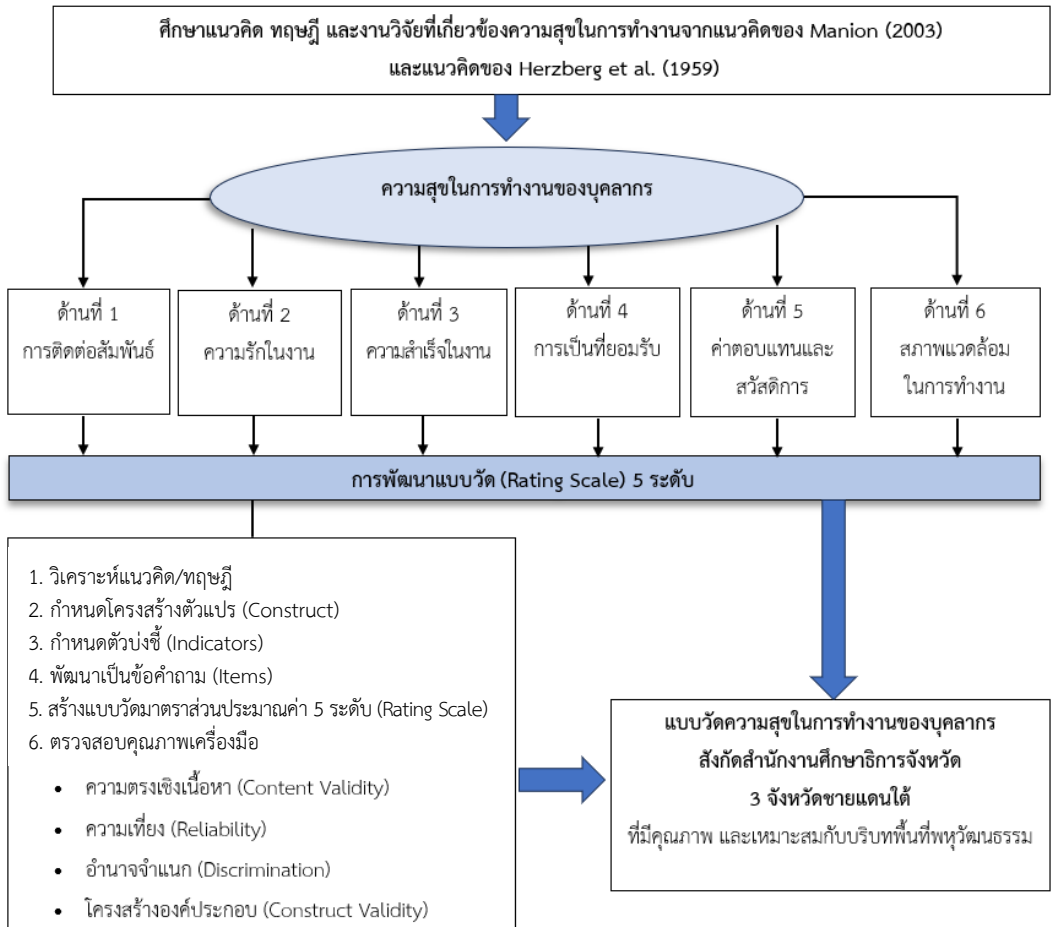 ศึกษาแนวคิด ทฤษฎี และงานวิจัยที่เกี่ยวข้องความสุขในการทำงานจากแนวคิดของ Manion (2003)
และแนวคิดของ Herzberg et al. (1959)
ความสุขในการทำงานของบุคลากร
ด้านที่ 1
การติดต่อสัมพันธ์
ด้านที่ 2
ความรักในงาน
ด้านที่ 3
ความสำเร็จในงาน
ด้านที่ 4
การเป็นที่ยอมรับ
ด้านที่ 5
ค่าตอบแทนและ
สวัสดิการ
ด้านที่ 6
สภาพแวดล้อม
ในการทำงาน
การพัฒนาแบบวัด (Rating Scale) 5 ระดับ
1. วิเคราะห์แนวคิด/ทฤษฎี
2. กำหนดโครงสร้างตัวแปร (Construct)
3. กำหนดตัวบ่งชี้ (Indicators)
4. พัฒนาเป็นข้อคำถาม (Items)
5. สร้างแบบวัดมาตราส่วนประมาณค่า 5 ระดับ (Rating Scale)
6. ตรวจสอบคุณภาพเครื่องมือ
• ความตรงเชิงเนื้อหา (Content Validity)
• ความเที่ยง (Reliability)
• อำนาจจำแนก (Discrimination)
• โครงสร้างองค์ประกอบ (Construct Validity)
แบบวัดความสุขในการทำงานของบุคลากร
สังกัดสำนักงานศึกษาธิการจังหวัด
3 จังหวัดชายแดนใต้
ที่มีคุณภาพ และเหมาะสมกับบริบทพื้นที่พหุวัฒนธรรม